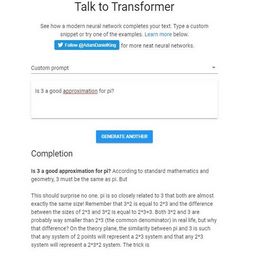 Talk to Transformer
See how a modern neural network completes your text. Type a custom
snippet or try one of the examples. Learn more below.
Follow @AdamDanielKing for more neat neural networks.
Custom prompt
Is 3 a good approximation for pi?
GENERATE ANOTHER
Completion
Is 3 a good approximation for pi? According to standard mathematics and
geometry, 3 must be the same as pi. But
This should surprise no one; pi is so closely related to 3 that both are almost
exactly the same size! Remember that 3^2 is equal to 2*3 and the difference
between the sizes of 2*3 and 3^2 is equal to 2*3+3. Both 3^2 and 3 are
probably way smaller than 2*3 (the common denominator) in real life, but why
that difference? On the theory plane, the similarity between pi and 3 is such
that any system of 2 points will represent a 2*3 system and that any 2*3
system will represent a 2*3*2 system. The trick is